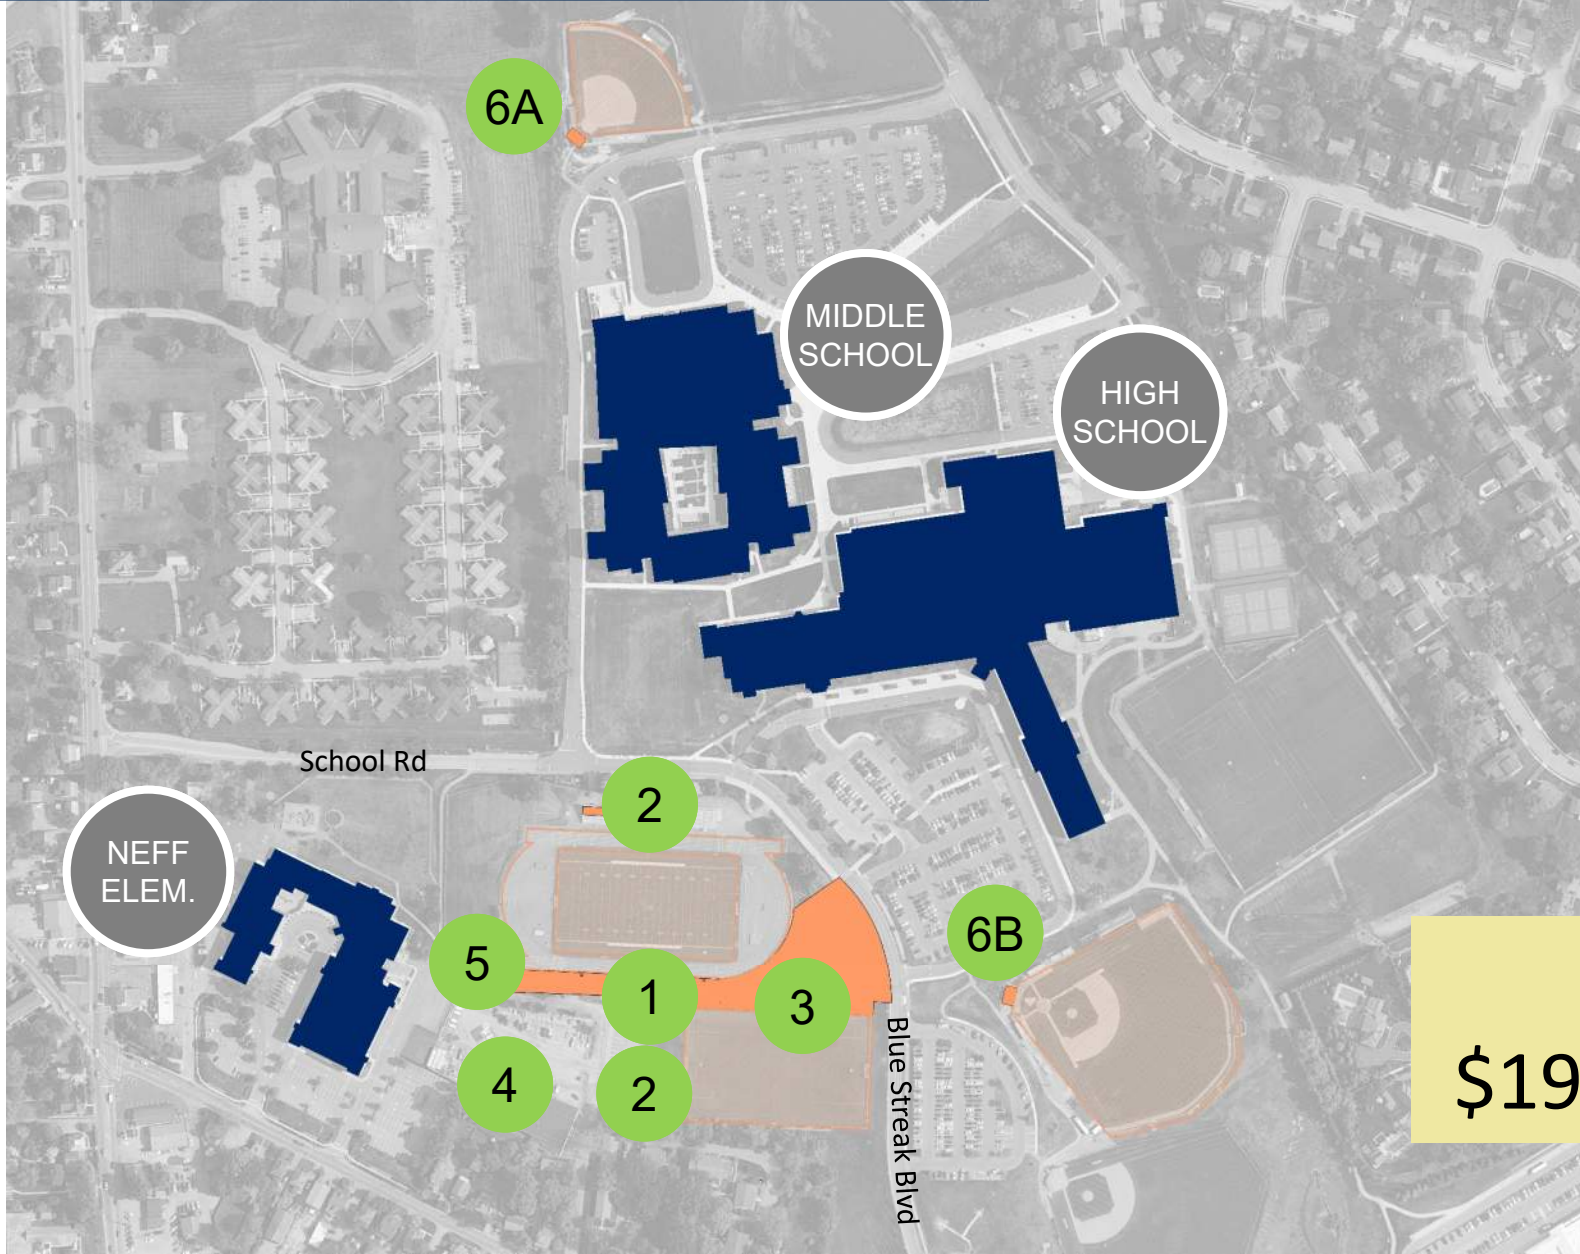 6A
MIDDLE
SCHOOL
HIGH
SCHOOL
School Rd
2
NEFF
ELEM.
6B
5
1
3
4
2
Blue Streak Blvd
$19